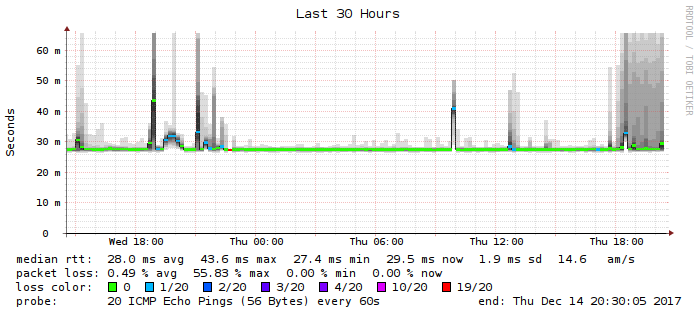 Last 30 Hours
RRDTOOL / TOBI OETIKER
Seconds
60 m
50 m
40 m
30 m
20 m
10 m
0
Wed 18:00 Thu 00:00 Thu 06:00 Thu 12:00 Thu 18:00
median rtt: 28.0 ms avg 43.6 ms max 27.4 ms min 29.5 ms now 1.9 ms sd 14.6 am/s
packet loss: 0.49 % avg 55.83 % max 0.00 % min 0.00 % now
loss color: 0 1/20 2/20 3/20 4/20 10/20 19/20
probe: 20 ICMP Echo Pings (56 Bytes) every 60s end: Thu Dec 14 20:30:05 2017